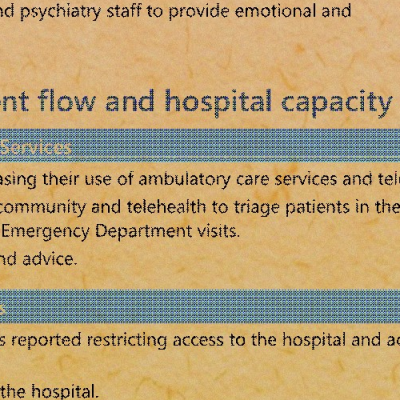 nd psychiatry staff to provide emotional and
ent flow and hospital capacity
Services
asing their use of ambulatory care services and tel
community and telehealth to triage patients in the
Emergency Department visits.
nd advice.
s
s reported restricting access to the hospital and a
the hospital.